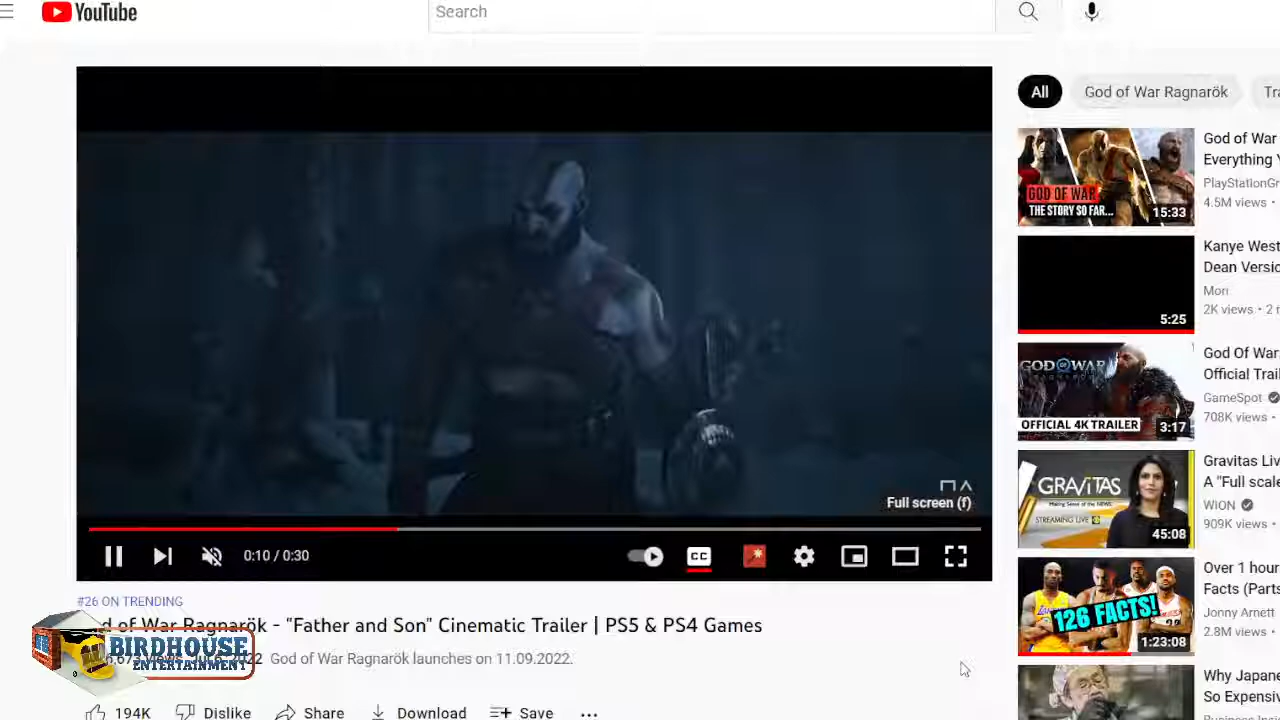 YouTube
Search
All
God of War Ragnarök
Tra
GOD OF WAR
THE STORY SO FAR...
15:33
God of War
Everything
PlayStationGr
4.5M views •
5:25
Kanye West
Dean Versio
Mori
2K views • 2
GOD OF WAR
RAGNARÖK
OFFICIAL 4K TRAILER
3:17
God Of War
Official Trail
GameSpot
708K views •
GRAVITAS
Making Sense of the NEWS
STREAMING LIVE
45:08
Gravitas Liv
A "Full scale
WION
909K views •
126 FACTS!
1:23:08
Over 1 hour
Facts (Parts
Jonny Arnett
2.8M views •
Why Japane
So Expensiv
Full screen (f)
0:10 / 0:30
CC
#26 ON TRENDING
d of War Ragnarök - "Father and Son" Cinematic Trailer | PS5 & PS4 Games
2022 God of War Ragnarök launches on 11.09.2022.
BIRDHOUSE
ENTERTAINMENT
194K
Dislike
Share
Download
Save